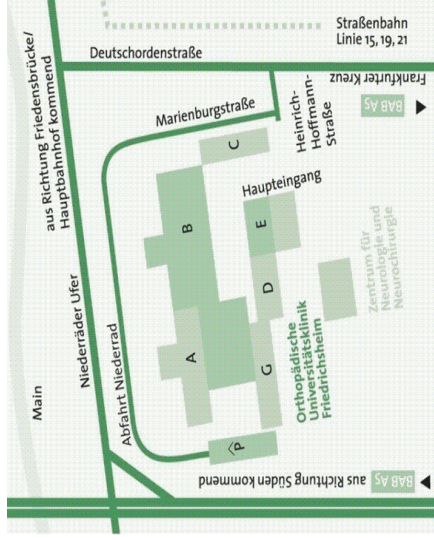 Straßenbahn
Linie 15, 19, 21
Deutschordenstraße
aus Richtung Friedensbrücke/
Hauptbahnhof kommend
Frankfurter Kreuz
BAB A5
Marienburgstraße
Heinrich-
Hoffmann-
Straße
C
Haupteingang
B
E
D
Zentrum für
Neurologie und
Neurochirurgie
Niederräder Ufer
Main
Abfahrt Niederrad
A
G
Orthopädische
Universitätsklinik
Friedrichsheim
P
aus Richtung Süden kommend
BAB A5